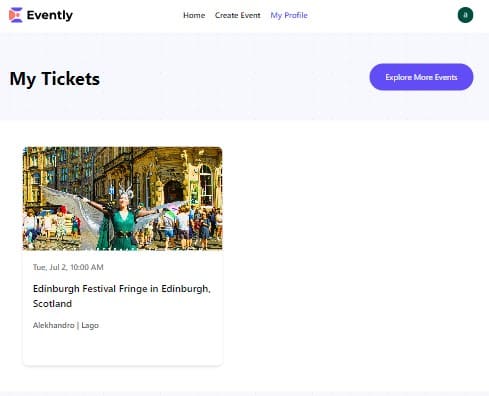 Evently
Home Create Event My Profile
a
My Tickets
Explore More Events
Tue, Jul 2, 10:00 AM
Edinburgh Festival Fringe in Edinburgh,
Scotland
Alekhandro | Lago